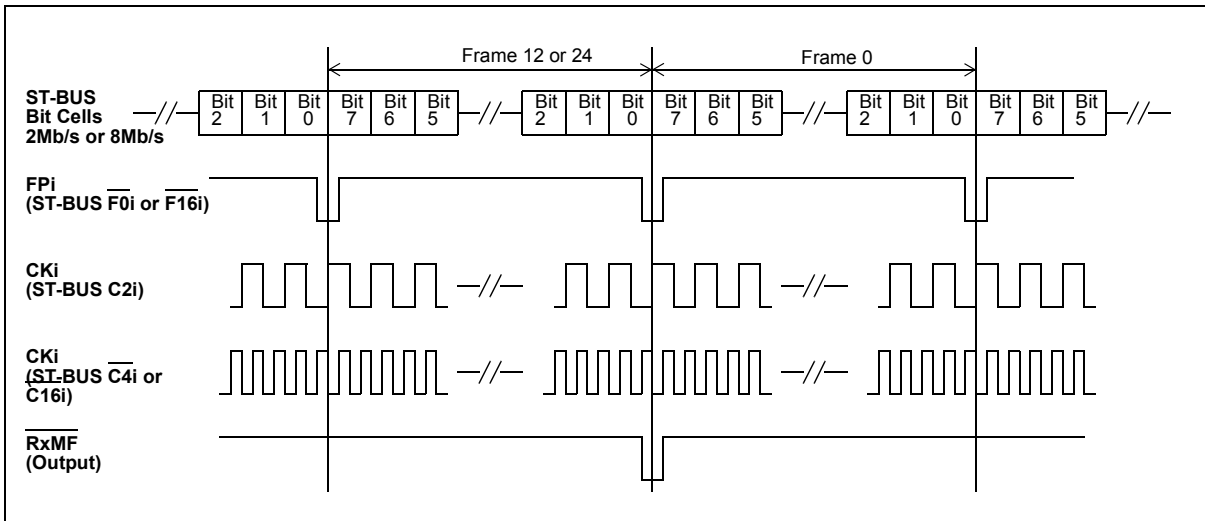 Frame 12 or 24
Frame 0
ST-BUS
Bit Cells
2Mb/s or 8Mb/s
Bit 2
Bit 1
Bit 0
Bit 7
Bit 6
Bit 5
Bit 2
Bit 1
Bit 0
Bit 7
Bit 6
Bit 5
Bit 2
Bit 1
Bit 0
Bit 7
Bit 6
Bit 5
FPi
(ST-BUS F0i or F16i)
CKi
(ST-BUS C2i)
CKi
(ST-BUS C4i or
C16i)
RxMF
(Output)